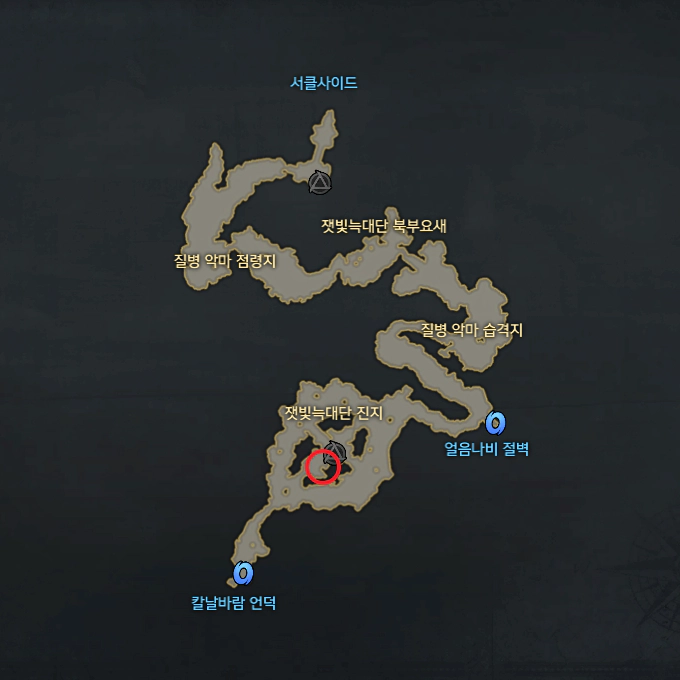 서클사이드
잿빛늑대단 북부요새
질병 악마 점령지
질병 악마 습격지
잿빛늑대단 진지
얼음나비 절벽
칼날바람 언덕